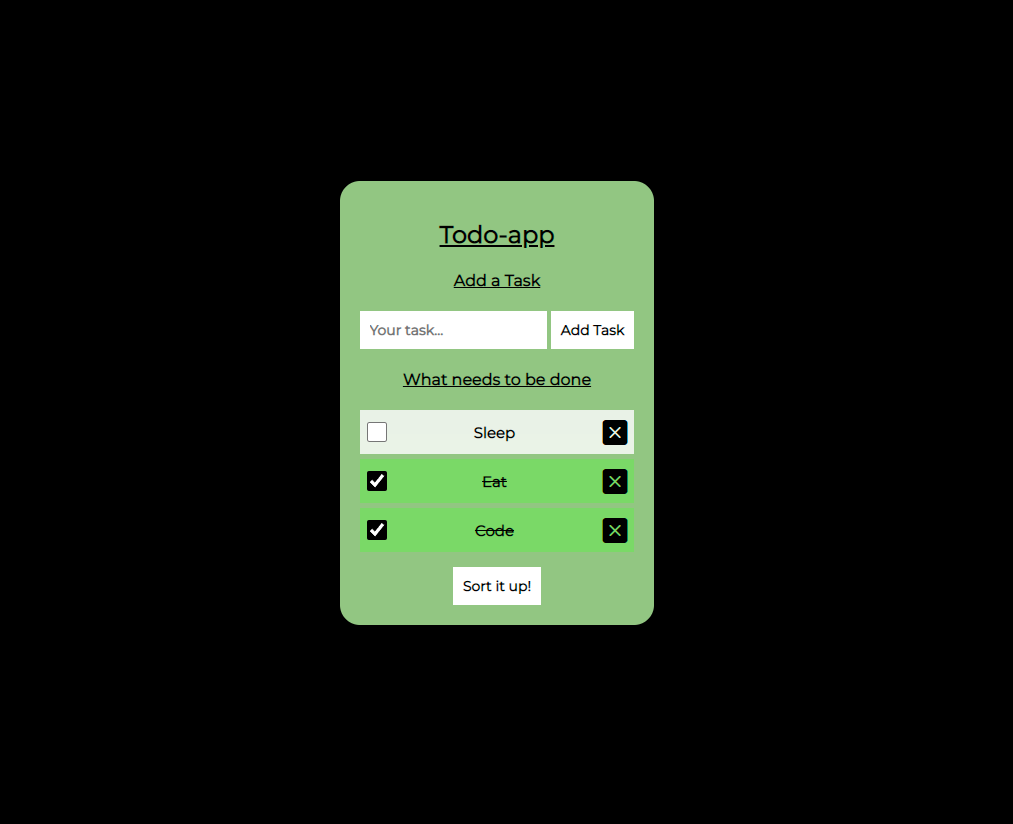 Todo-app
Add a Task
Your task...
Add Task
What needs to be done
Sleep
Eat
Code
Sort it up!